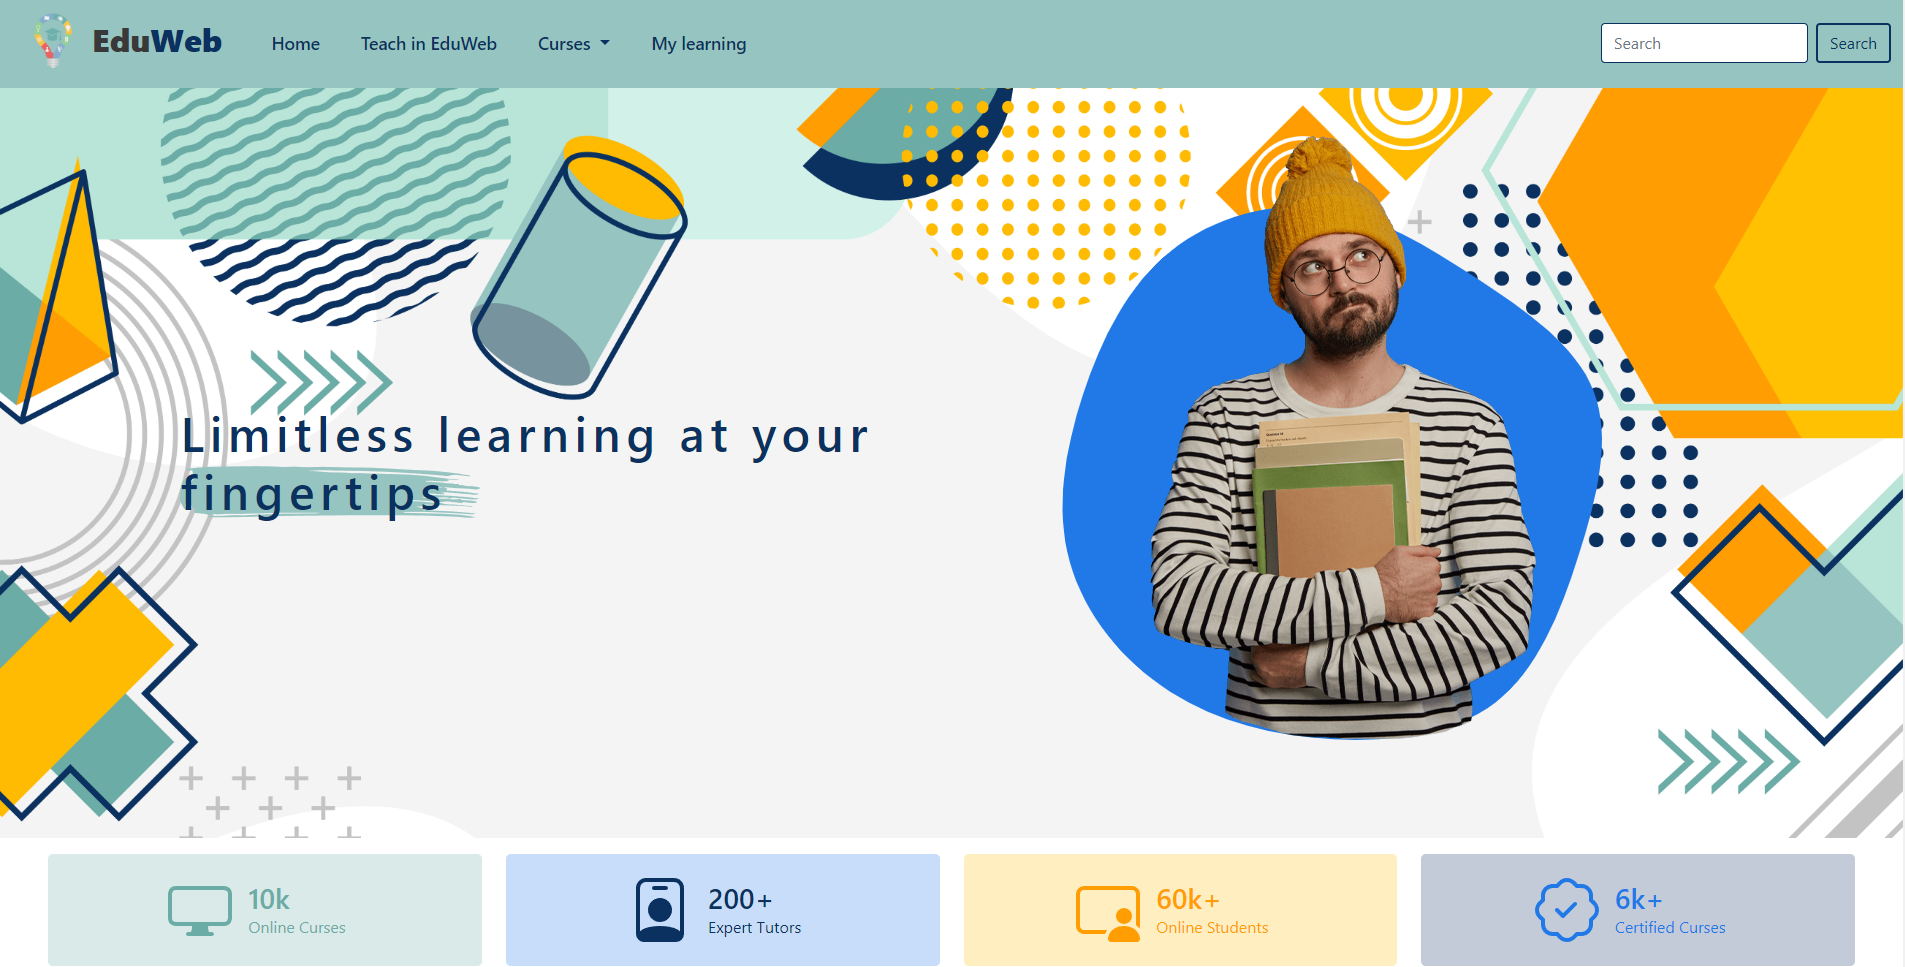 EduWeb
Home
Teach in EduWeb
Curses
My learning
Search
Search
Limitless learning at your
fingertips
10k
Online Curses
200+
Expert Tutors
60k+
Online Students
6k+
Certified Curses